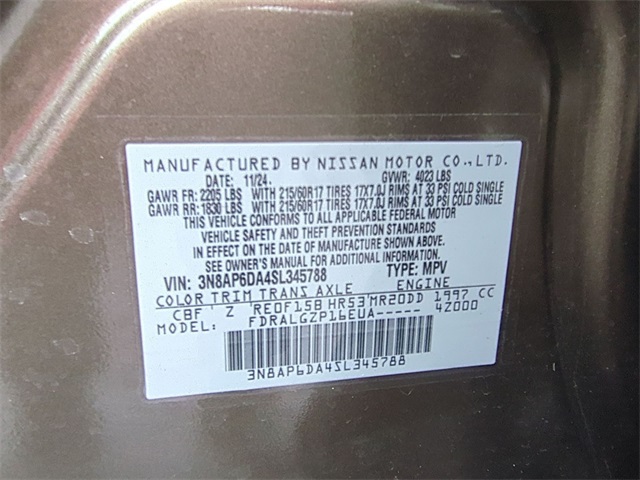 MANUFACTURED BY NISSAN MOTOR CO.,LTD.
DATE: 11/24. GVWR: 4023 LBS
GAWR FR: 2205 LBS WITH 215/60R17 TIRES 17X7.0J RIMS AT 33 PSI COLD SINGLE
GAWR RR: 1830 LBS WITH 215/60R17 TIRES 17X7.0J RIMS AT 33 PSI COLD SINGLE
THIS VEHICLE CONFORMS TO ALL APPLICABLE FEDERAL MOTOR
VEHICLE SAFETY AND THEFT PREVENTION STANDARDS
IN EFFECT ON THE DATE OF MANUFACTURE SHOWN ABOVE.
SEE OWNER'S MANUAL FOR ADDITIONAL INFORMATION.
VIN: 3N8AP6DA4SL345788 TYPE: MPV
COLOR TRIM TRANS AXLE ENGINE
CBF Z RE0F15B HR53 MR20DD 1997 CC
MODEL: FDRALGZP16EUA----- 42000
3N8AP6DA4SL345788